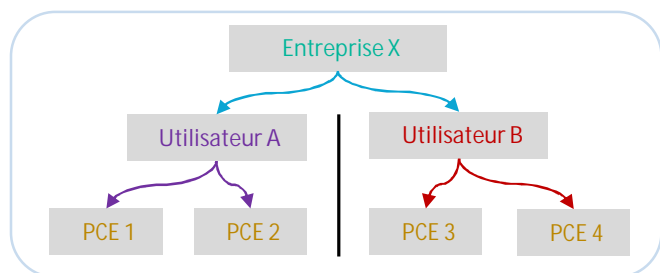 Entreprise X
Utilisateur A
Utilisateur B
PCE 1
PCE 2
PCE 3
PCE 4